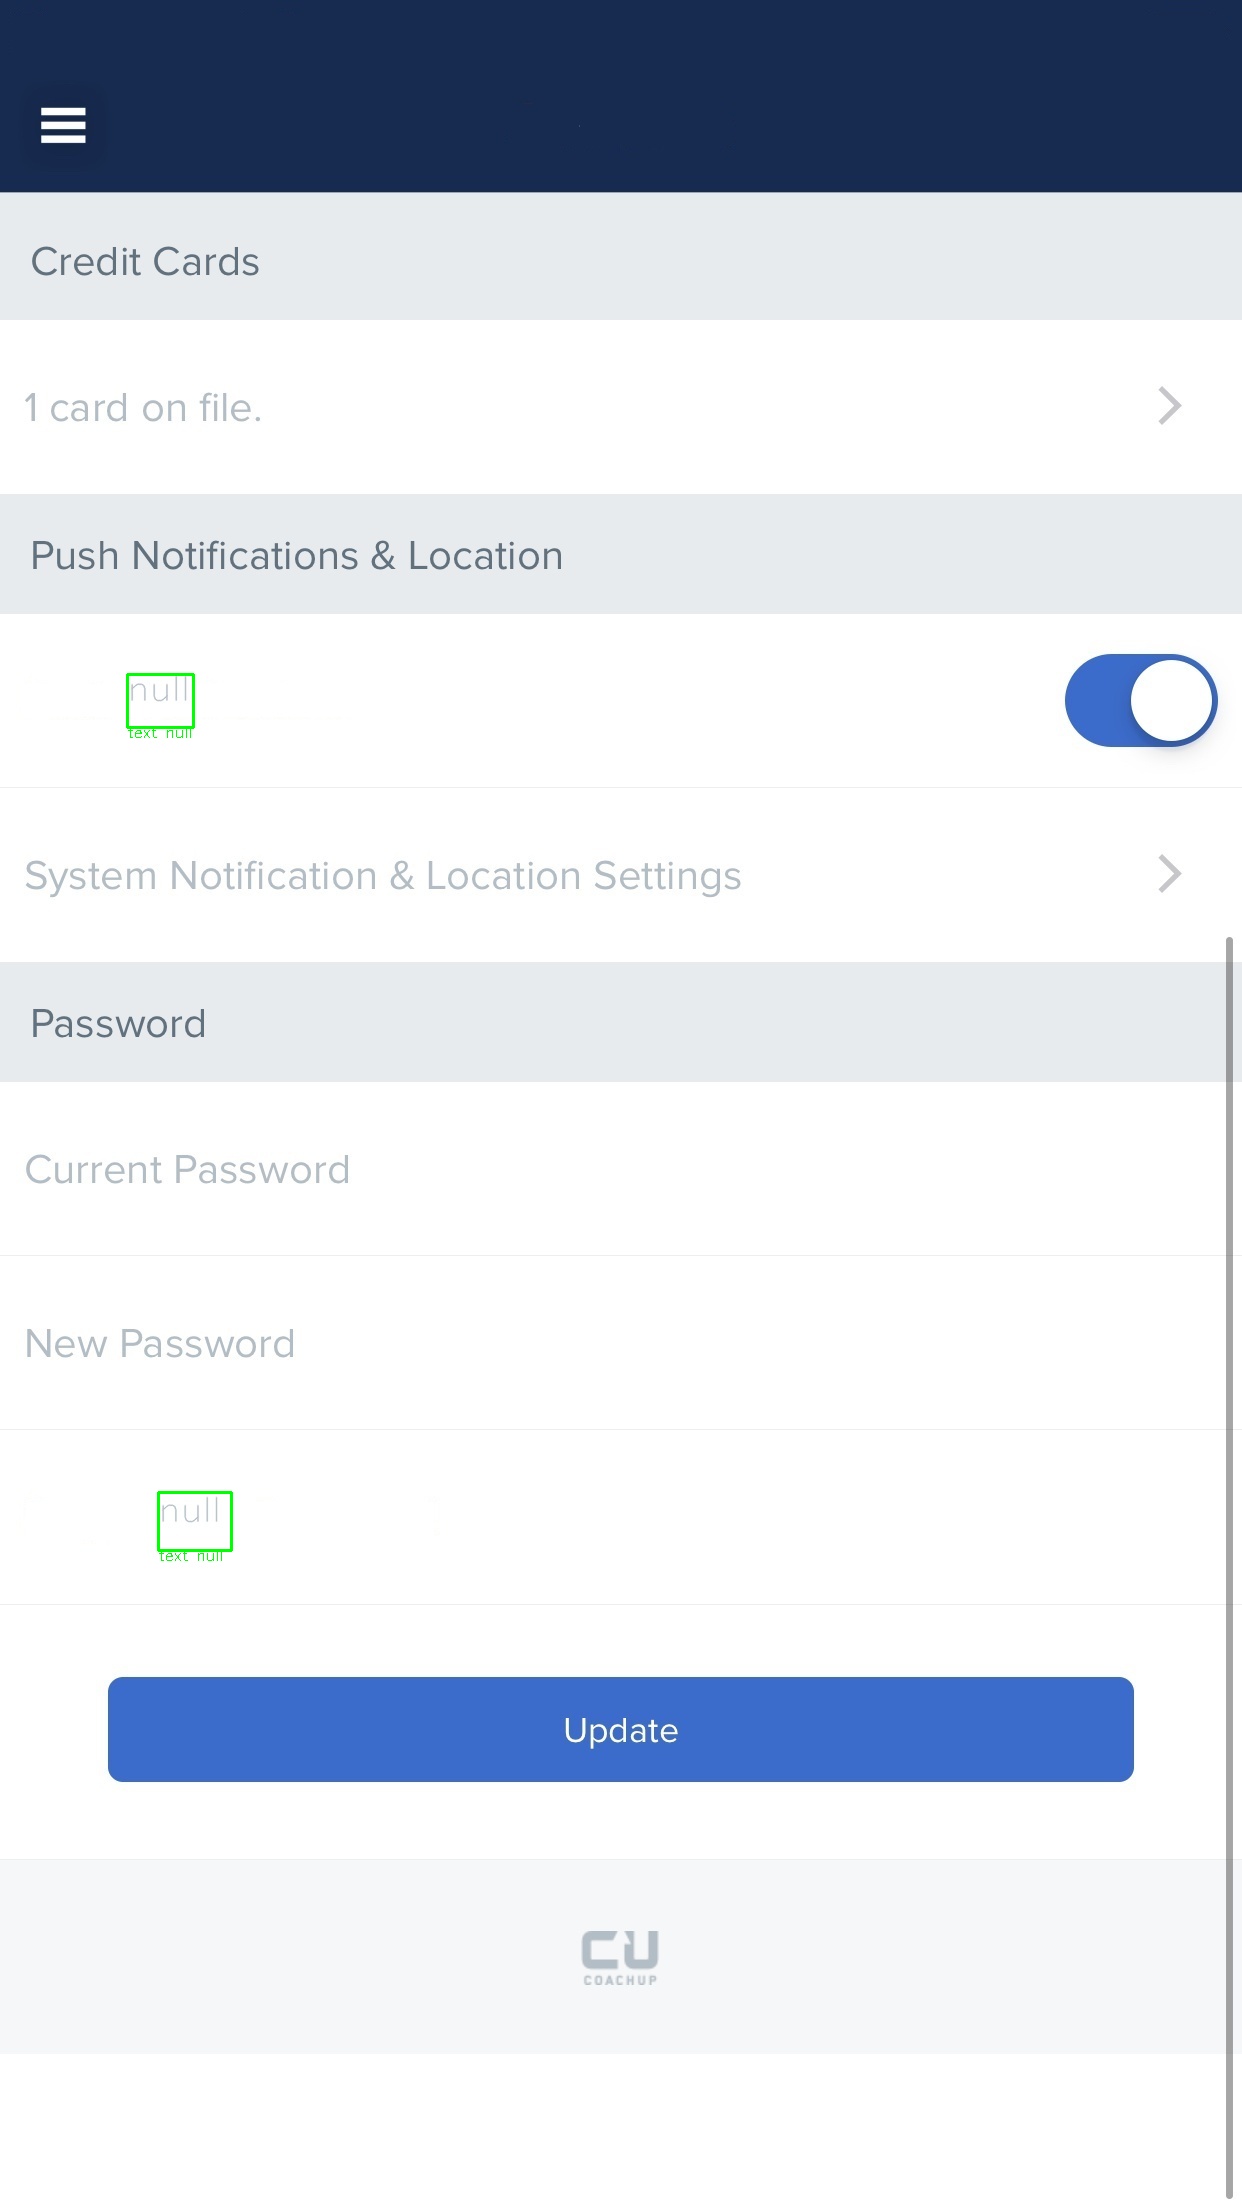 Credit Cards
1 card on file.
Push Notifications & Location
null
text null
System Notification & Location Settings
Password
Current Password
New Password
null
text null
Update
CU
COACHUP